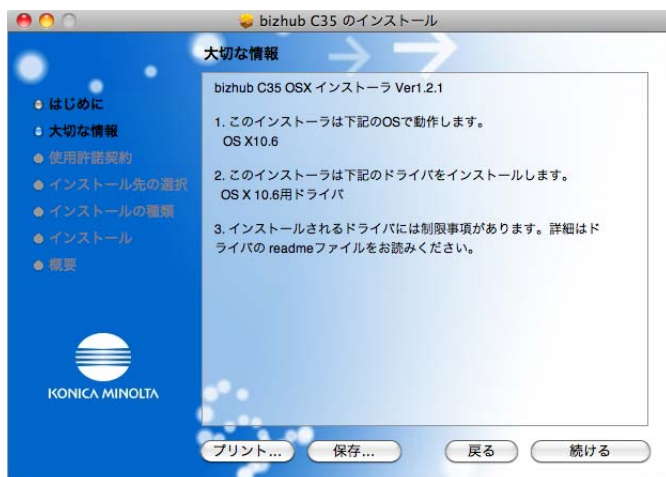 bizhub C35 のインストール
大切な情報
はじめに
大切な情報
使用許諾契約
インストール先の選択
インストールの種類
インストール
概要
KONICA MINOLTA
bizhub C35 OSX インストーラ Ver1.2.1
1. このインストーラは下記のOSで動作します。
OS X10.6
2. このインストーラは下記のドライバをインストールします。
OS X 10.6用ドライバ
3. インストールされるドライバには制限事項があります。詳細はド
ライバの readmeファイルをお読みください。
プリント...
保存...
戻る
続ける